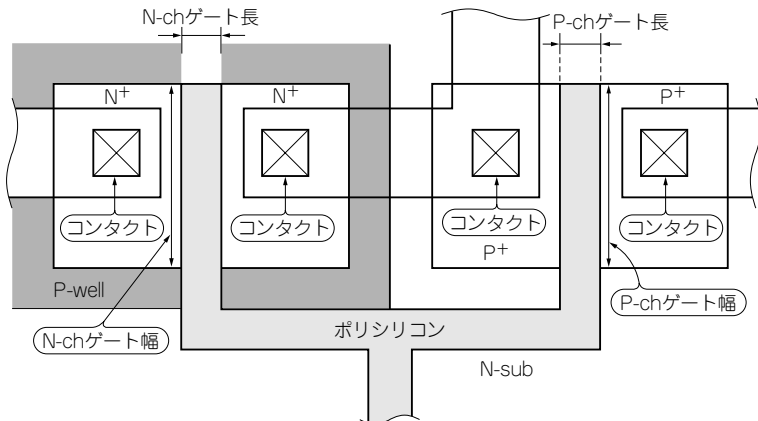 N-chゲート長
P-chゲート長
N+
N+
P+
コンタクト
コンタクト
コンタクト
コンタクト
P+
P-well
N-chゲート幅
P-chゲート幅
ポリシリコン
N-sub